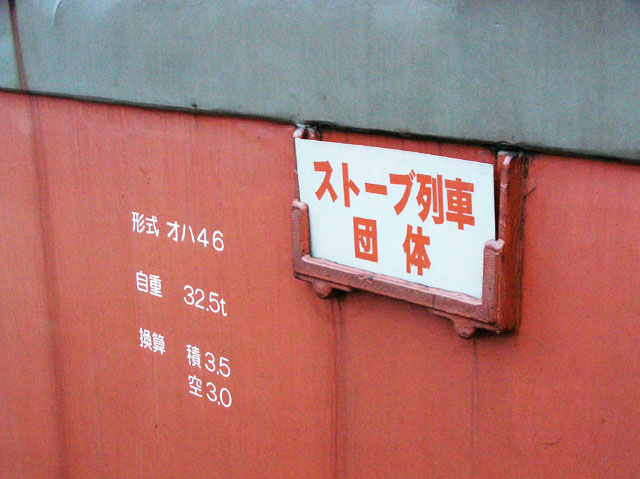 ストーブ列車
団体
形式 オハ46
自重 32.5t
換算 積3.5
空3.0